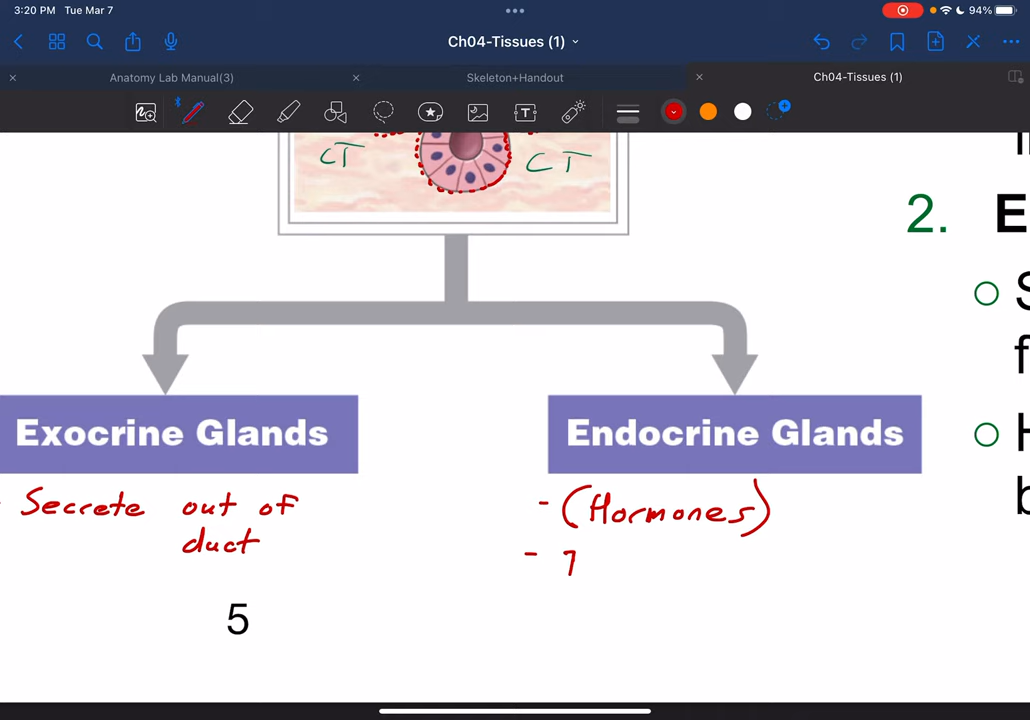 3:20 PM Tue Mar 7
94%
Ch04-Tissues (1)
Anatomy Lab Manual(3)
Skeleton+Handout
Ch04-Tissues (1)
T
CT
CT
2. E
S
f
Exocrine Glands
Endocrine Glands
H
b
Secrete out of
duct
- (Hormones)
-
5